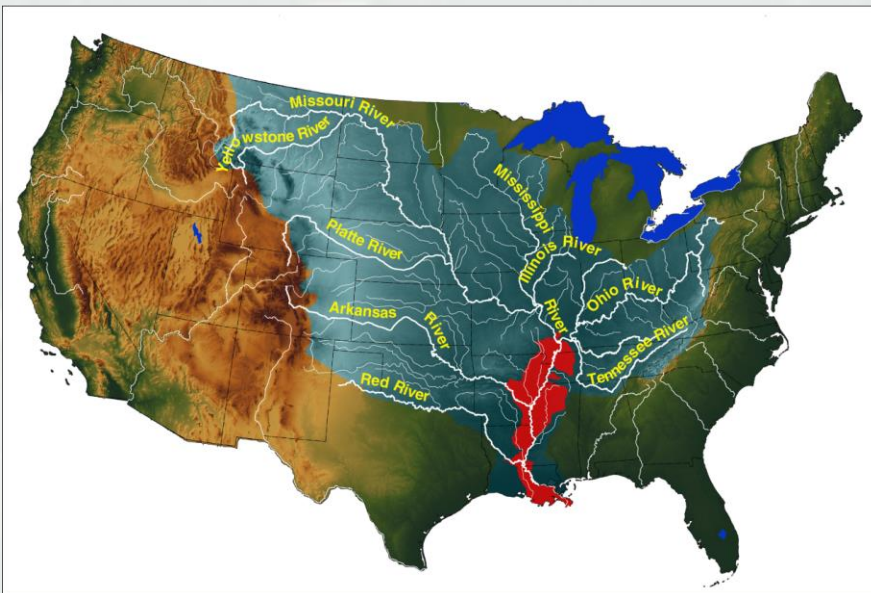 Missouri River
Yellowstone River
Mississippi
Illinois River
Platte River
Ohio River
Arkansas
River
River
Tennessee River
Red River